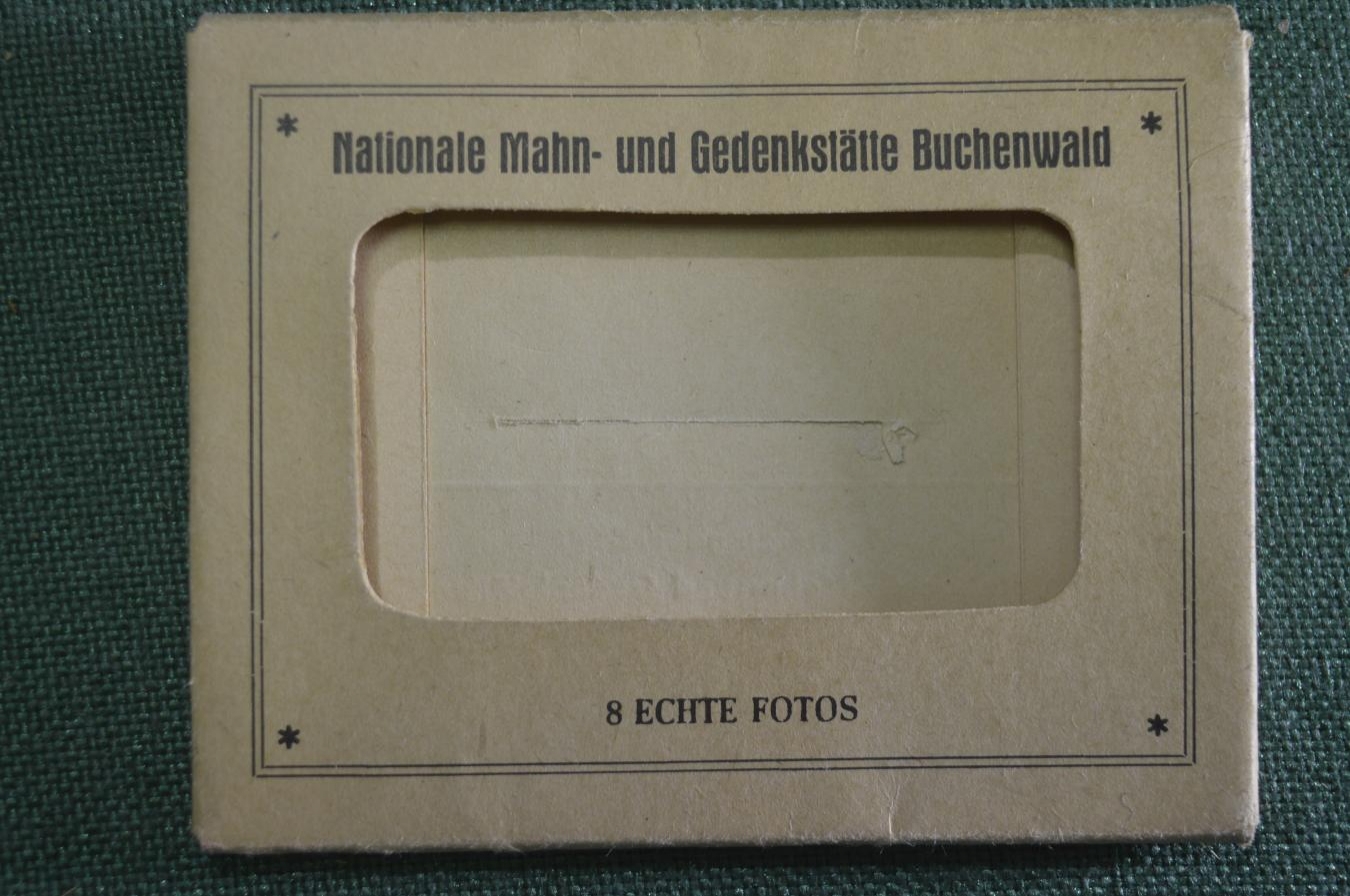 Nationale Mahn- und Gedenkstätte Buchenwald
8 ECHTE FOTOS